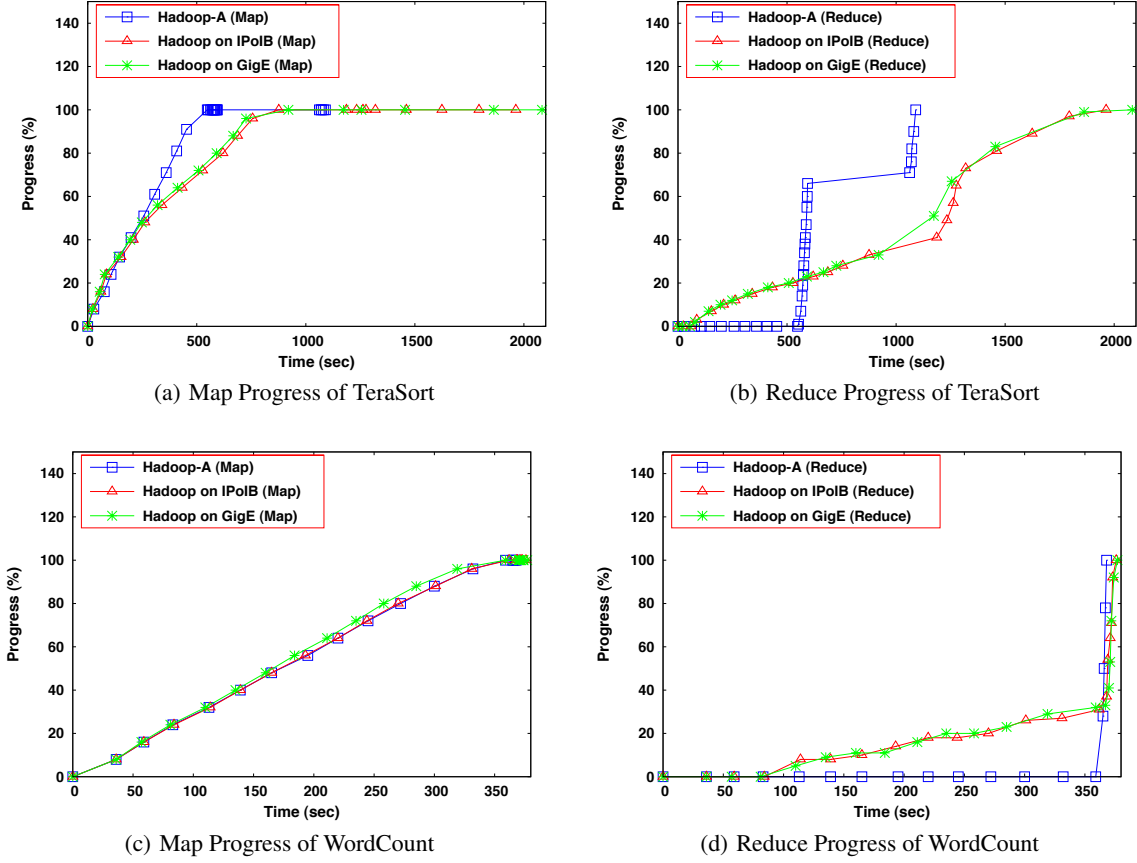 140
120
100
80
60
40
20
0
Progress (%)
Hadoop-A (Map)
Hadoop on IPoIB (Map)
Hadoop on GigE (Map)
0 500 1000 1500 2000
Time (sec)
(a) Map Progress of TeraSort
140
120
100
80
60
40
20
0
Progress (%)
Hadoop-A (Reduce)
Hadoop on IPoIB (Reduce)
Hadoop on GigE (Reduce)
0 500 1000 1500 2000
Time (sec)
(b) Reduce Progress of TeraSort
140
120
100
80
60
40
20
0
Progress (%)
Hadoop-A (Map)
Hadoop on IPoIB (Map)
Hadoop on GigE (Map)
0 50 100 150 200 250 300 350
Time (sec)
(c) Map Progress of WordCount
140
120
100
80
60
40
20
0
Progress (%)
Hadoop-A (Reduce)
Hadoop on IPoIB (Reduce)
Hadoop on GigE (Reduce)
0 50 100 150 200 250 300 350
Time (sec)
(d) Reduce Progress of WordCount